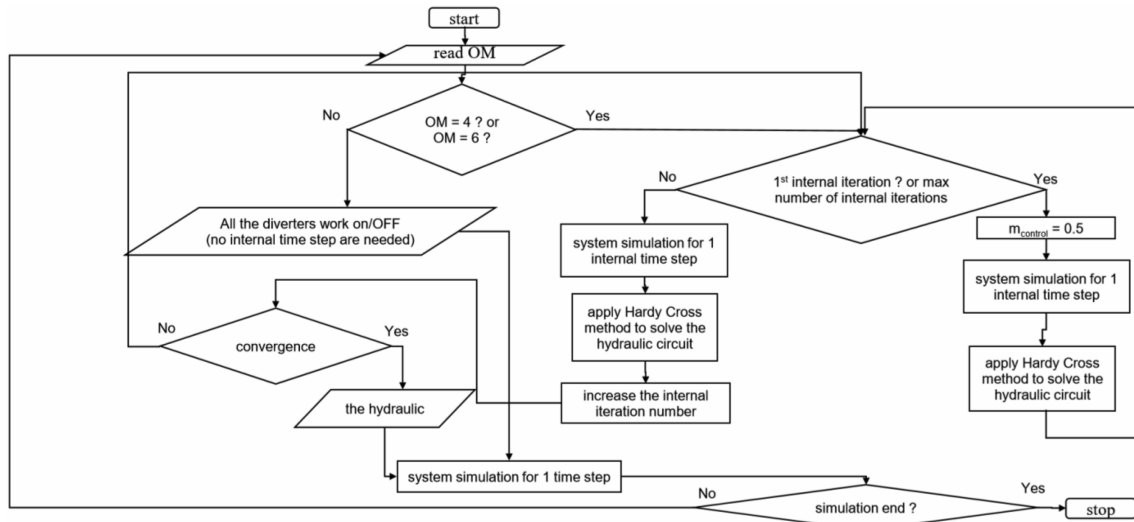 start
read OM
No
OM = 4 ? or
OM = 6 ?
Yes
No
1st internal iteration ? or max
number of internal iterations
Yes
All the diverters work on/OFF
(no internal time step are needed)
system simulation for 1
internal time step
mcontrol = 0.5
system simulation for 1
internal time step
apply Hardy Cross
method to solve the
hydraulic circuit
No
convergence
Yes
apply Hardy Cross
method to solve the
hydraulic circuit
the hydraulic
increase the internal
iteration number
system simulation for 1 time step
No
simulation end ?
Yes
stop